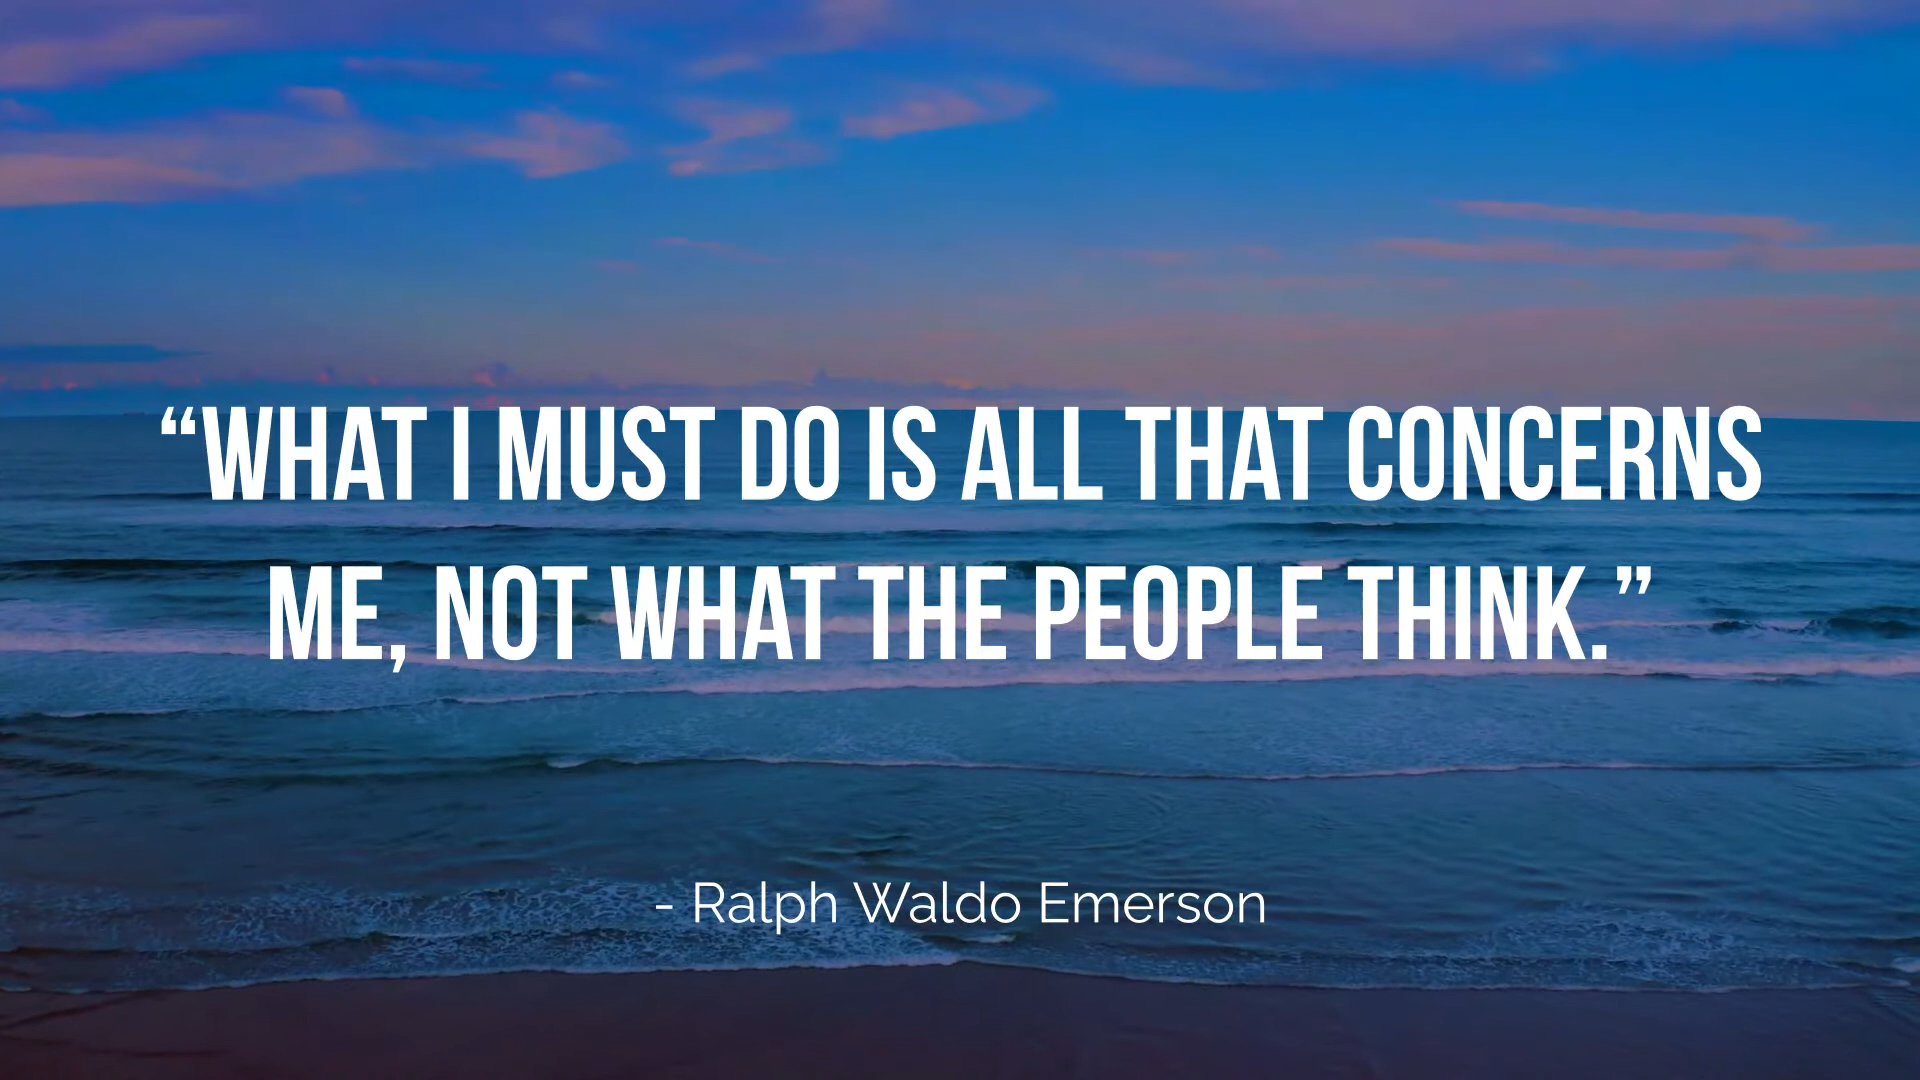 “WHAT I MUST DO IS ALL THAT CONCERNS
ME, NOT WHAT THE PEOPLE THINK.”
- Ralph Waldo Emerson